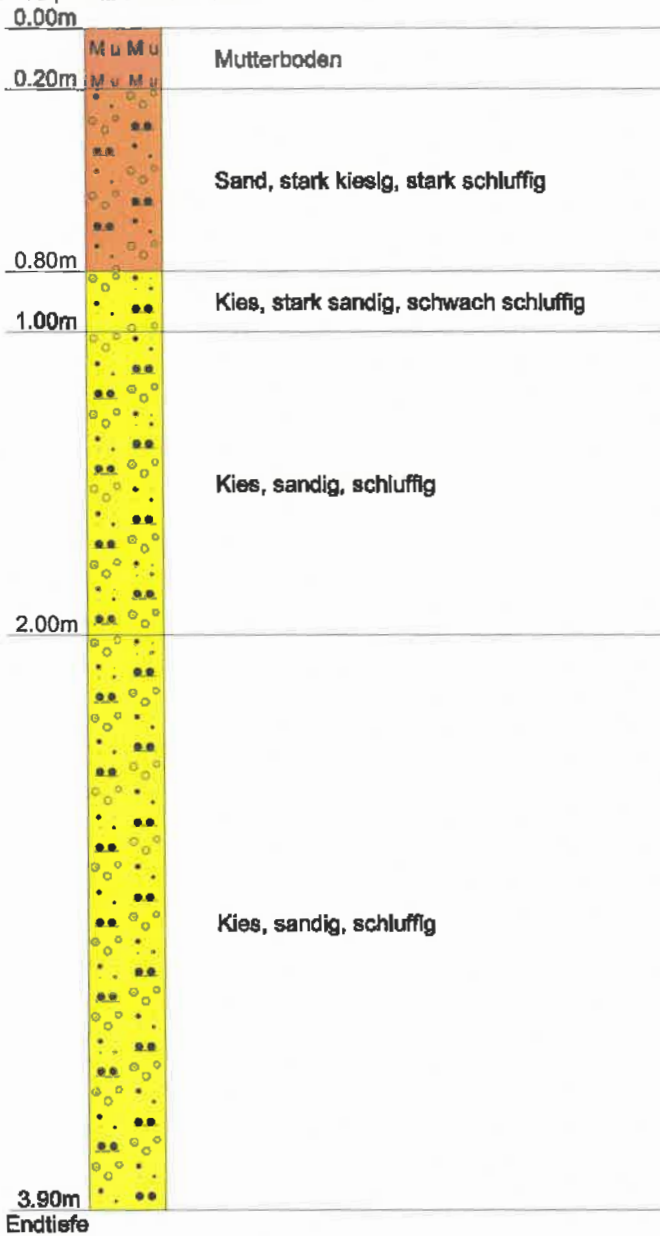 0.00m
Mu Mu
Mutterboden
0.20m
Mu Mu
Sand, stark kiesig, stark schluffig
0.80m
Kies, stark sandig, schwach schluffig
1.00m
Kies, sandig, schluffig
2.00m
Kies, sandig, schluffig
3.90m
Endtiefe